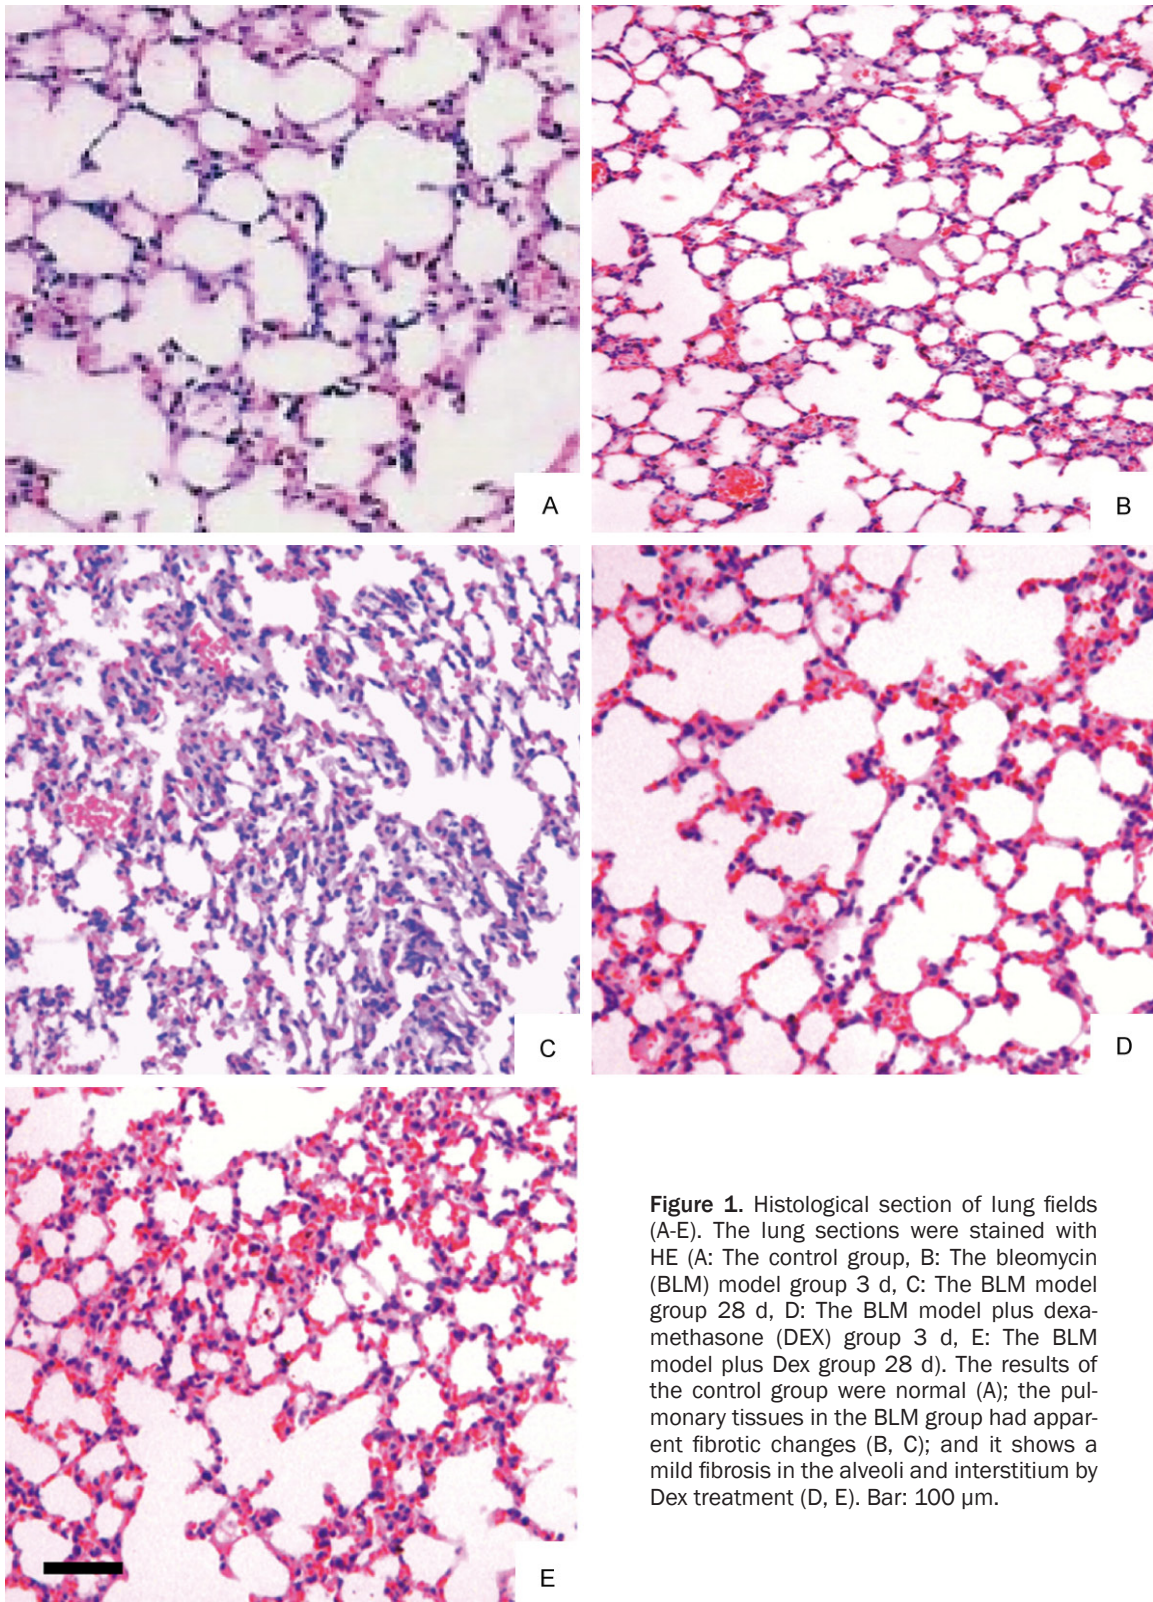 A
B
C
D
E
Figure 1. Histological section of lung fields
(A-E). The lung sections were stained with
HE (A: The control group, B: The bleomycin
(BLM) model group 3 d, C: The BLM model
group 28 d, D: The BLM model plus dexa-
methasone (DEX) group 3 d, E: The BLM
model plus Dex group 28 d). The results of
the control group were normal (A); the pul-
monary tissues in the BLM group had appar-
ent fibrotic changes (B, C); and it shows a
mild fibrosis in the alveoli and interstitium by
Dex treatment (D, E). Bar: 100 μm.